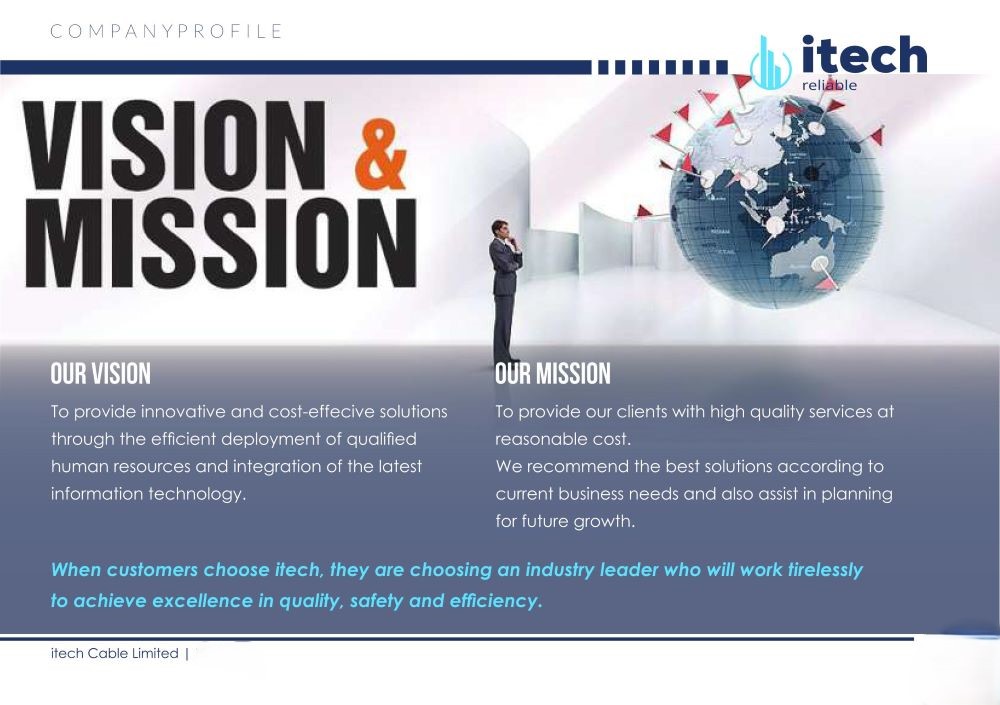 COMPANYPROFILE
itech
reliable
VISION &
MISSION
OUR VISION
To provide innovative and cost-effecive solutions
through the efficient deployment of qualified
human resources and integration of the latest
information technology.
OUR MISSION
To provide our clients with high quality services at
reasonable cost.
We recommend the best solutions according to
current business needs and also assist in planning
for future growth.
When customers choose itech, they are choosing an industry leader who will work tirelessly
to achieve excellence in quality, safety and efficiency.
itech Cable Limited |